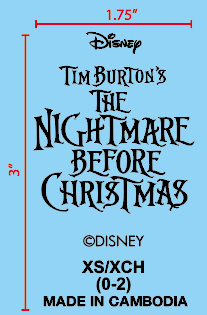 1.75"
3"
Disney
TIM BURTON'S
THE
NIGHTMARE
BEFORE
CHRISTMAS
©DISNEY
XS/XCH
(0-2)
MADE IN CAMBODIA